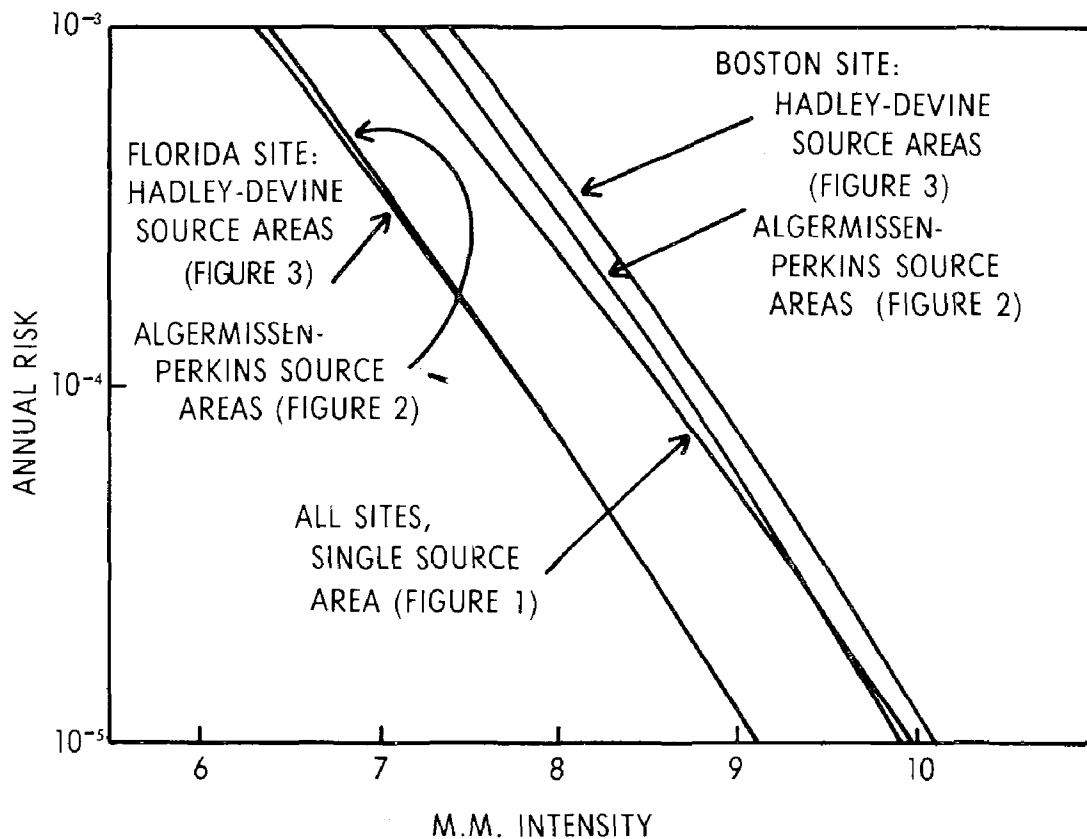 10⁻³
BOSTON SITE:
HADLEY-DEVINE
SOURCE AREAS
(FIGURE 3)
ALGERMISSEN-
PERKINS SOURCE
AREAS (FIGURE 2)
FLORIDA SITE:
HADLEY-DEVINE
SOURCE AREAS
(FIGURE 3)
ALGERMISSEN-
PERKINS SOURCE
AREAS (FIGURE 2)
10⁻⁴
ANNUAL RISK
ALL SITES,
SINGLE SOURCE
AREA (FIGURE 1)
10⁻⁵
6 7 8 9 10
M.M. INTENSITY